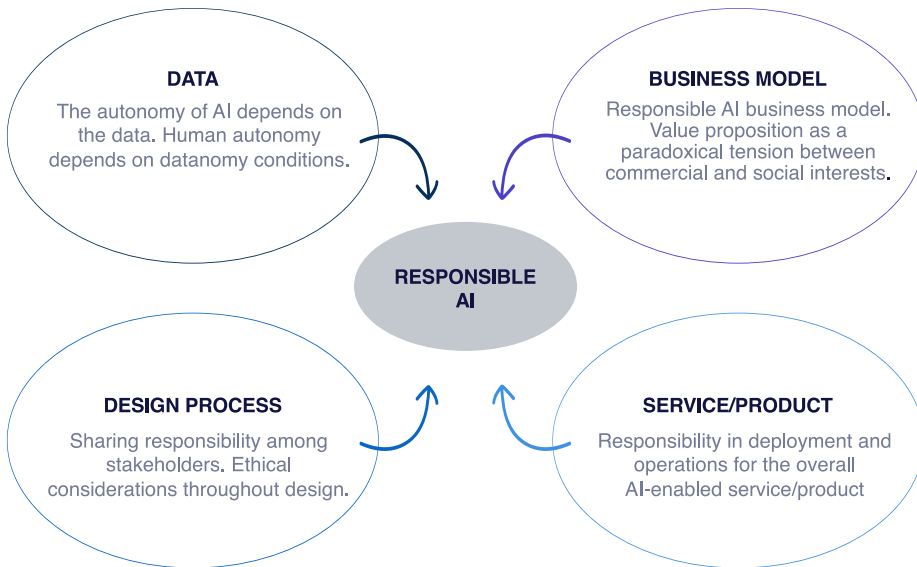 DATA
The autonomy of AI depends on
the data. Human autonomy
depends on datanomy conditions.
BUSINESS MODEL
Responsible AI business model.
Value proposition as a
paradoxical tension between
commercial and social interests.
RESPONSIBLE
AI
DESIGN PROCESS
Sharing responsibility among
stakeholders. Ethical
considerations throughout design.
SERVICE/PRODUCT
Responsibility in deployment and
operations for the overall
AI-enabled service/product